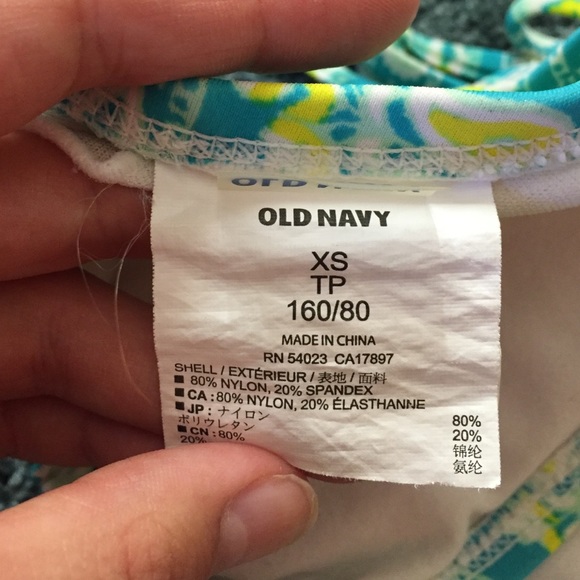 OLD NAVY
OLD NAVY
XS
TP
160/80
MADE IN CHINA
RN 54023 CA17897
SHELL / EXTÉRIEUR / 表地 / 面料
■ 80% NYLON, 20% SPANDEX
■ CA : 80% NYLON, 20% ÉLASTHANNE
■ JP : ナイロン 80%
ポリウレタン 20%
■ CN : 80% 锦纶
20% 氨纶